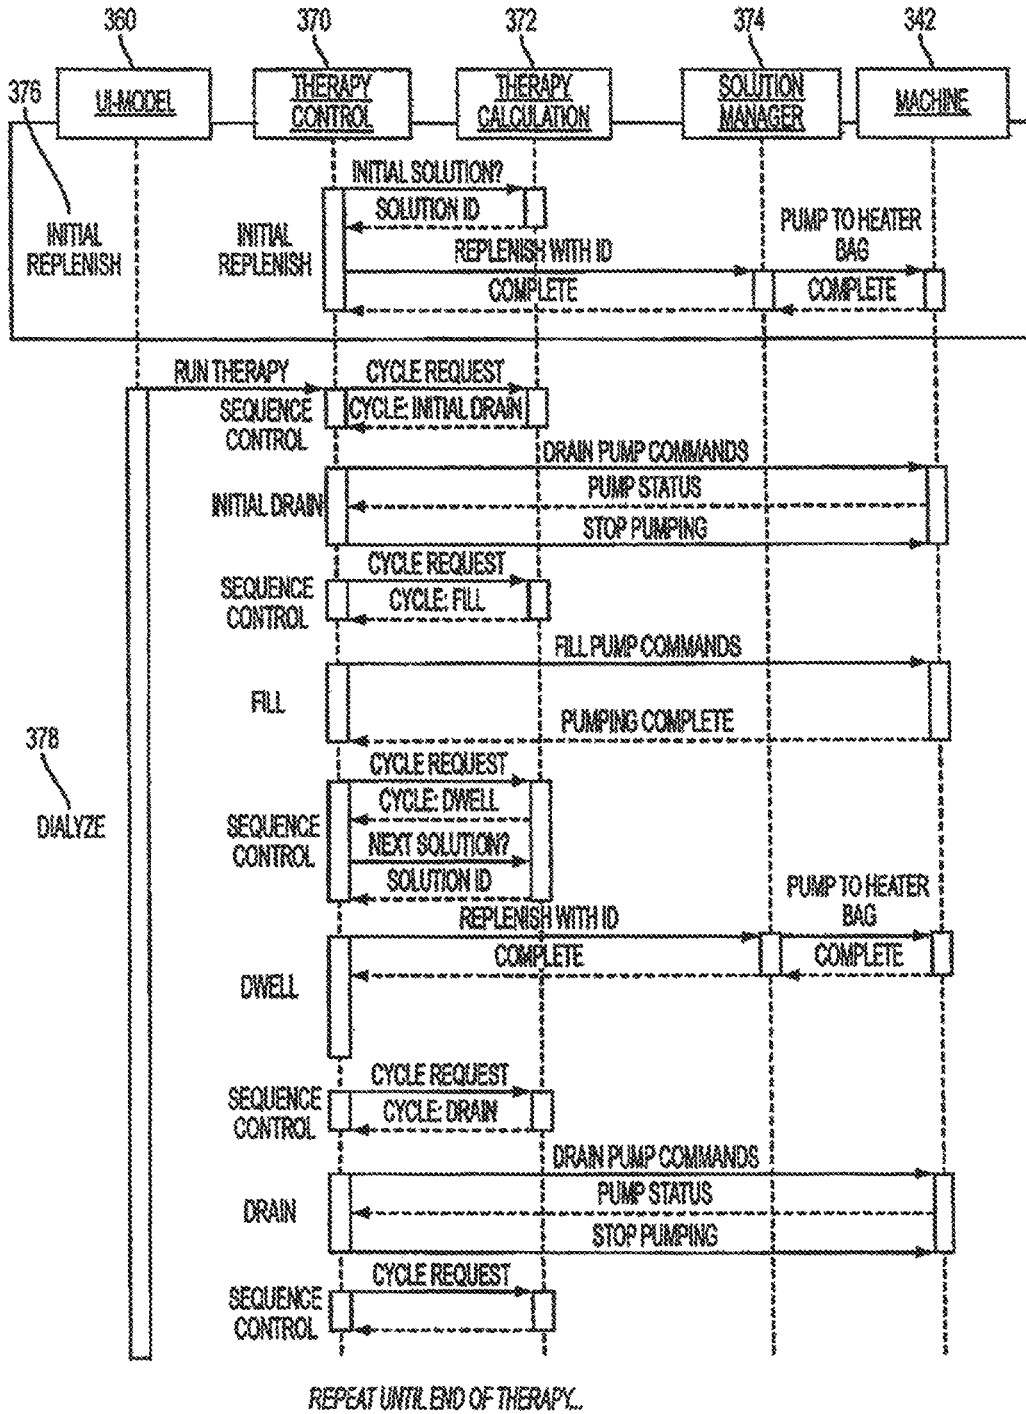 360
370
372
374
342
376
UI-MODEL
THERAPY
CONTROL
THERAPY
CALCULATION
SOLUTION
MANAGER
MACHINE
INITIAL SOLUTION?
SOLUTION ID
INITIAL
REPLENISH
INITIAL
REPLENISH
REPLENISH WITH ID
PUMP TO HEATER
BAG
COMPLETE
COMPLETE
RUN THERAPY
CYCLE REQUEST
SEQUENCE
CONTROL
CYCLE: INITIAL DRAIN
DRAIN PUMP COMMANDS
INITIAL DRAIN
PUMP STATUS
STOP PUMPING
CYCLE REQUEST
SEQUENCE
CONTROL
CYCLE: FILL
FILL PUMP COMMANDS
FILL
PUMPING COMPLETE
378
DIALYZE
CYCLE REQUEST
CYCLE: DWELL
SEQUENCE
CONTROL
NEXT SOLUTION?
SOLUTION ID
REPLENISH WITH ID
PUMP TO HEATER
BAG
COMPLETE
COMPLETE
DWELL
CYCLE REQUEST
SEQUENCE
CONTROL
CYCLE: DRAIN
DRAIN PUMP COMMANDS
DRAIN
PUMP STATUS
STOP PUMPING
CYCLE REQUEST
SEQUENCE
CONTROL
REPEAT UNTIL END OF THERAPY...